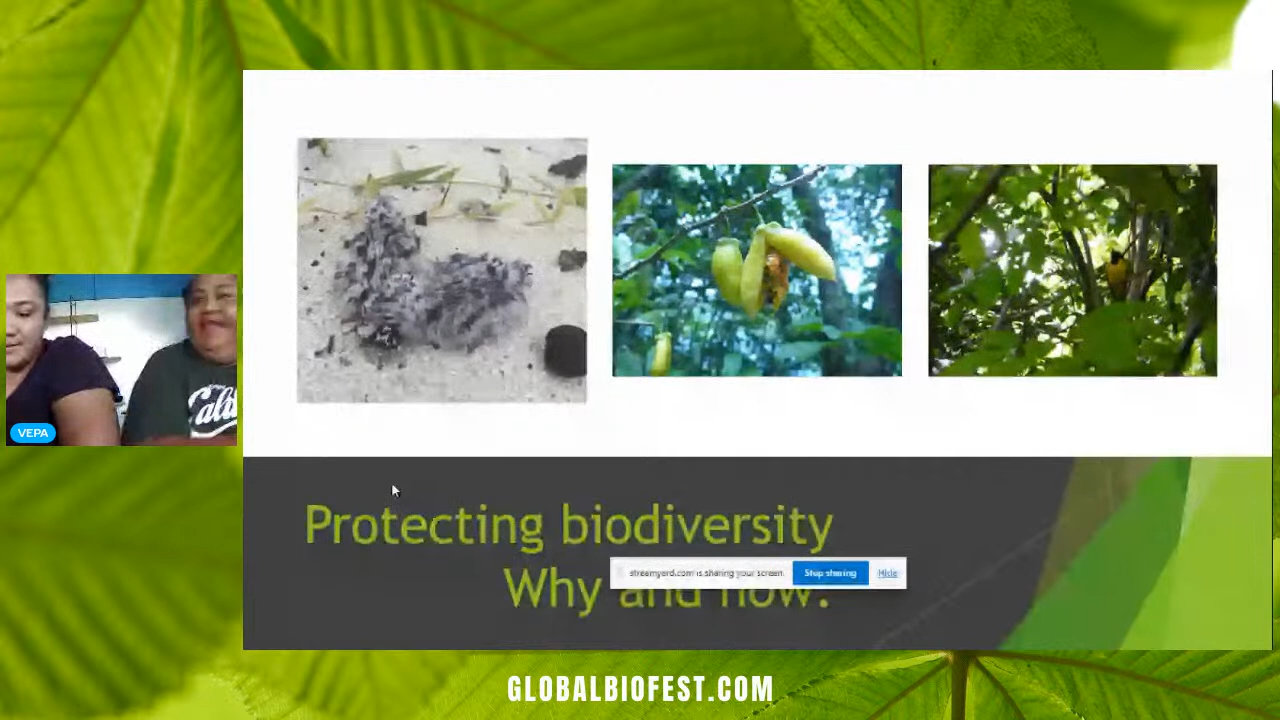 Cali
VEPA
Protecting biodiversity
streamyard.com is sharing your screen. Stop sharing Hide
Why and how?
GLOBALBIOFEST.COM